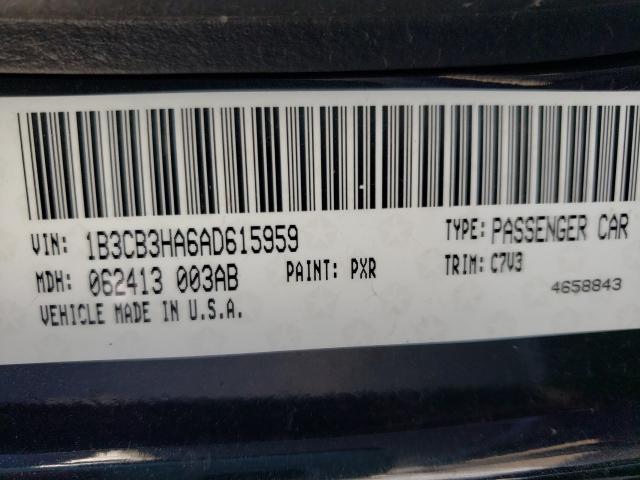 VIN: 1B3CB3HA6AD615959 TYPE: PASSENGER CAR
MDH: 062413 003AB PAINT: PXR TRIM: C7V3
VEHICLE MADE IN U.S.A. 4658843